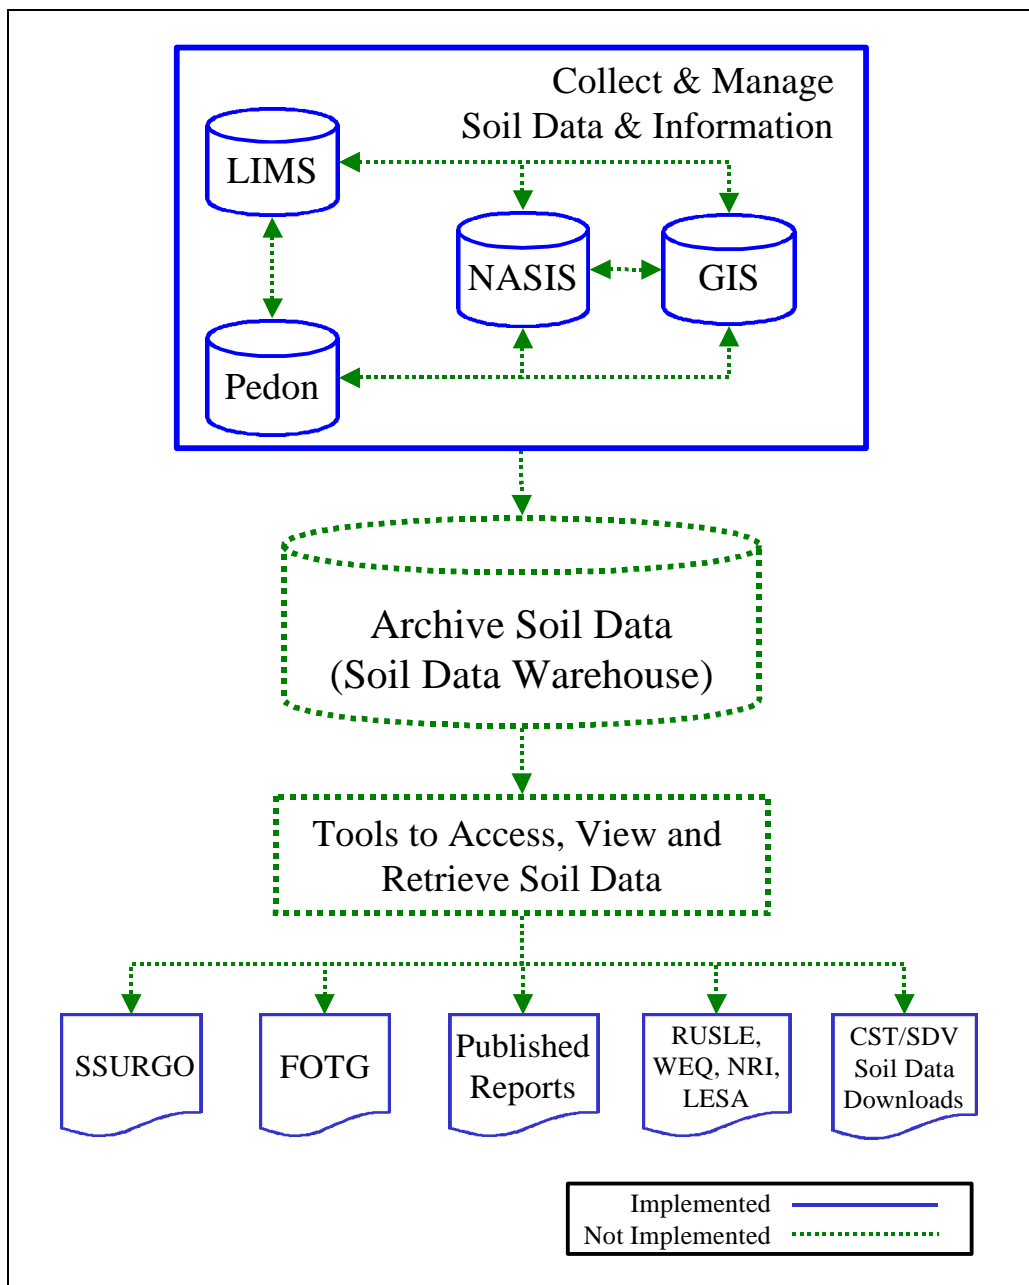 Collect & Manage
Soil Data & Information
LIMS
NASIS
GIS
Pedon
Archive Soil Data
(Soil Data Warehouse)
Tools to Access, View and
Retrieve Soil Data
SSURGO
FOTG
Published
Reports
RUSLE,
WEQ, NRI,
LESA
CST/SDV
Soil Data
Downloads
Implemented
Not Implemented